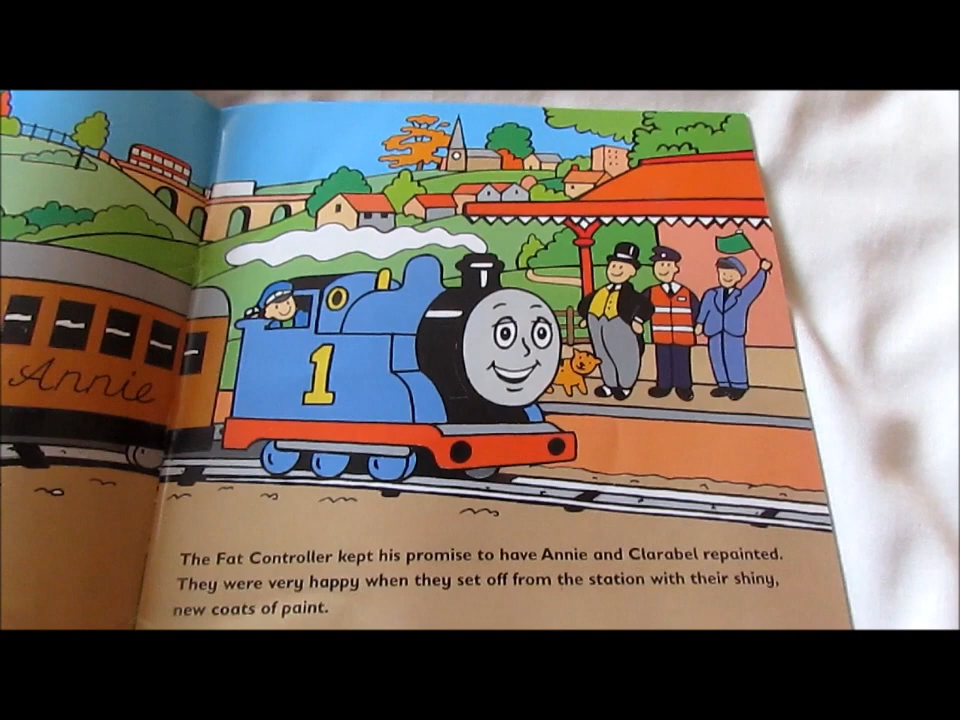 Annie
1
The Fat Controller kept his promise to have Annie and Clarabel repainted.
They were very happy when they set off from the station with their shiny,
new coats of paint.